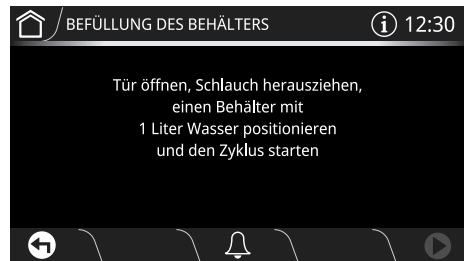 BEFÜLLUNG DES BEHÄLTERS
i 12:30
Tür öffnen, Schlauch herausziehen,
einen Behälter mit
1 Liter Wasser positionieren
und den Zyklus starten